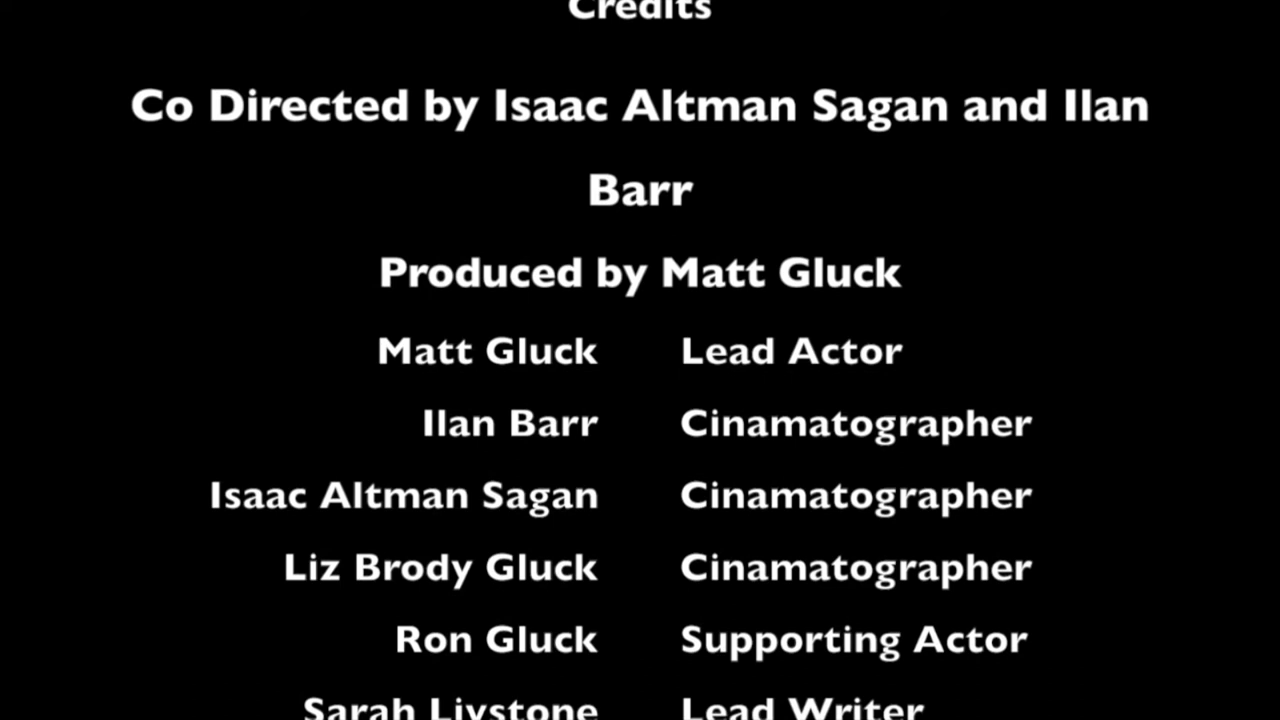 Credits
Co Directed by Isaac Altman Sagan and Ilan
Barr
Produced by Matt Gluck
Matt Gluck Lead Actor
Ilan Barr Cinamatographer
Isaac Altman Sagan Cinamatographer
Liz Brody Gluck Cinamatographer
Ron Gluck Supporting Actor
Sarah Livstone Lead Writer